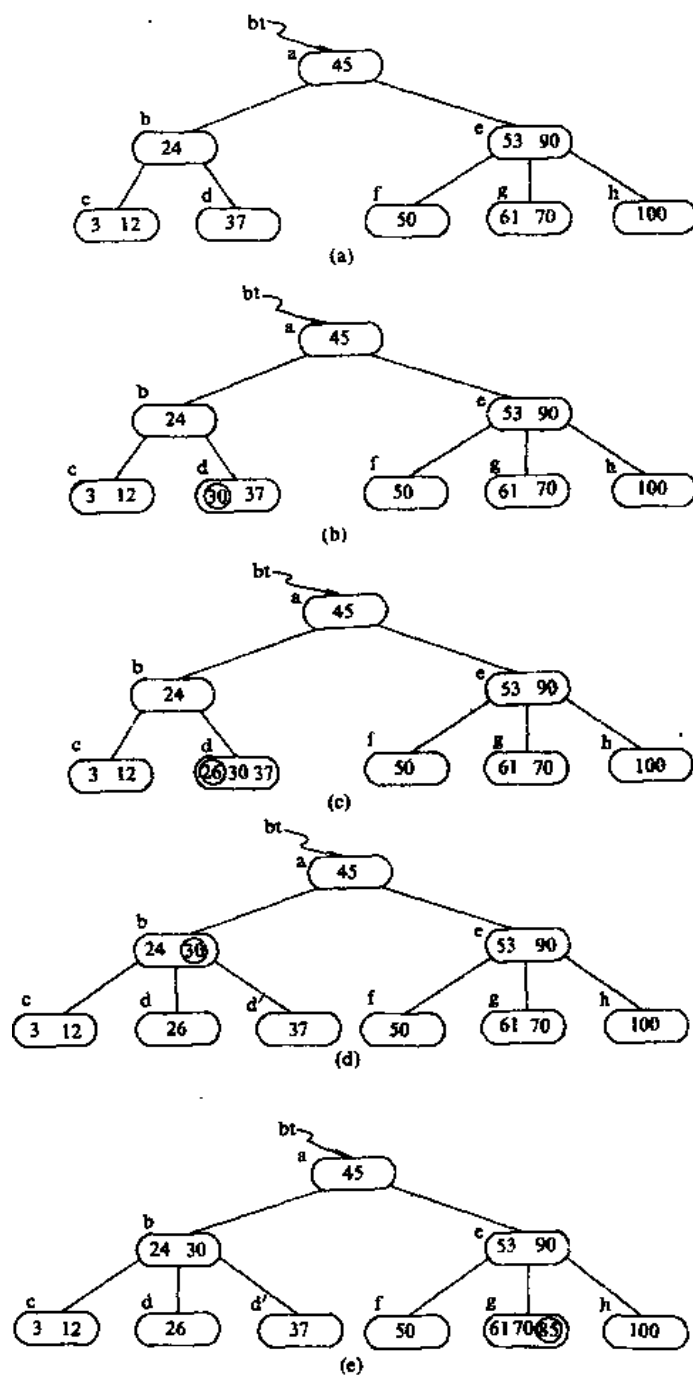 bt
a
45
b
e
24
53 90
c
d
f
g
h
3 12
37
50
61 70
100
(a)
bt
a
45
b
e
24
53 90
c
d
f
g
h
3 12
30 37
50
61 70
100
(b)
bt
a
45
b
e
24
53 90
c
d
f
g
h
3 12
26 30 37
50
61 70
100
(c)
bt
a
45
b
e
24 30
53 90
c
d
d′
f
g
h
3 12
26
37
50
61 70
100
(d)
bt
a
45
b
e
24 30
53 90
c
d
d′
f
g
h
3 12
26
37
50
61 70 85
100
(e)